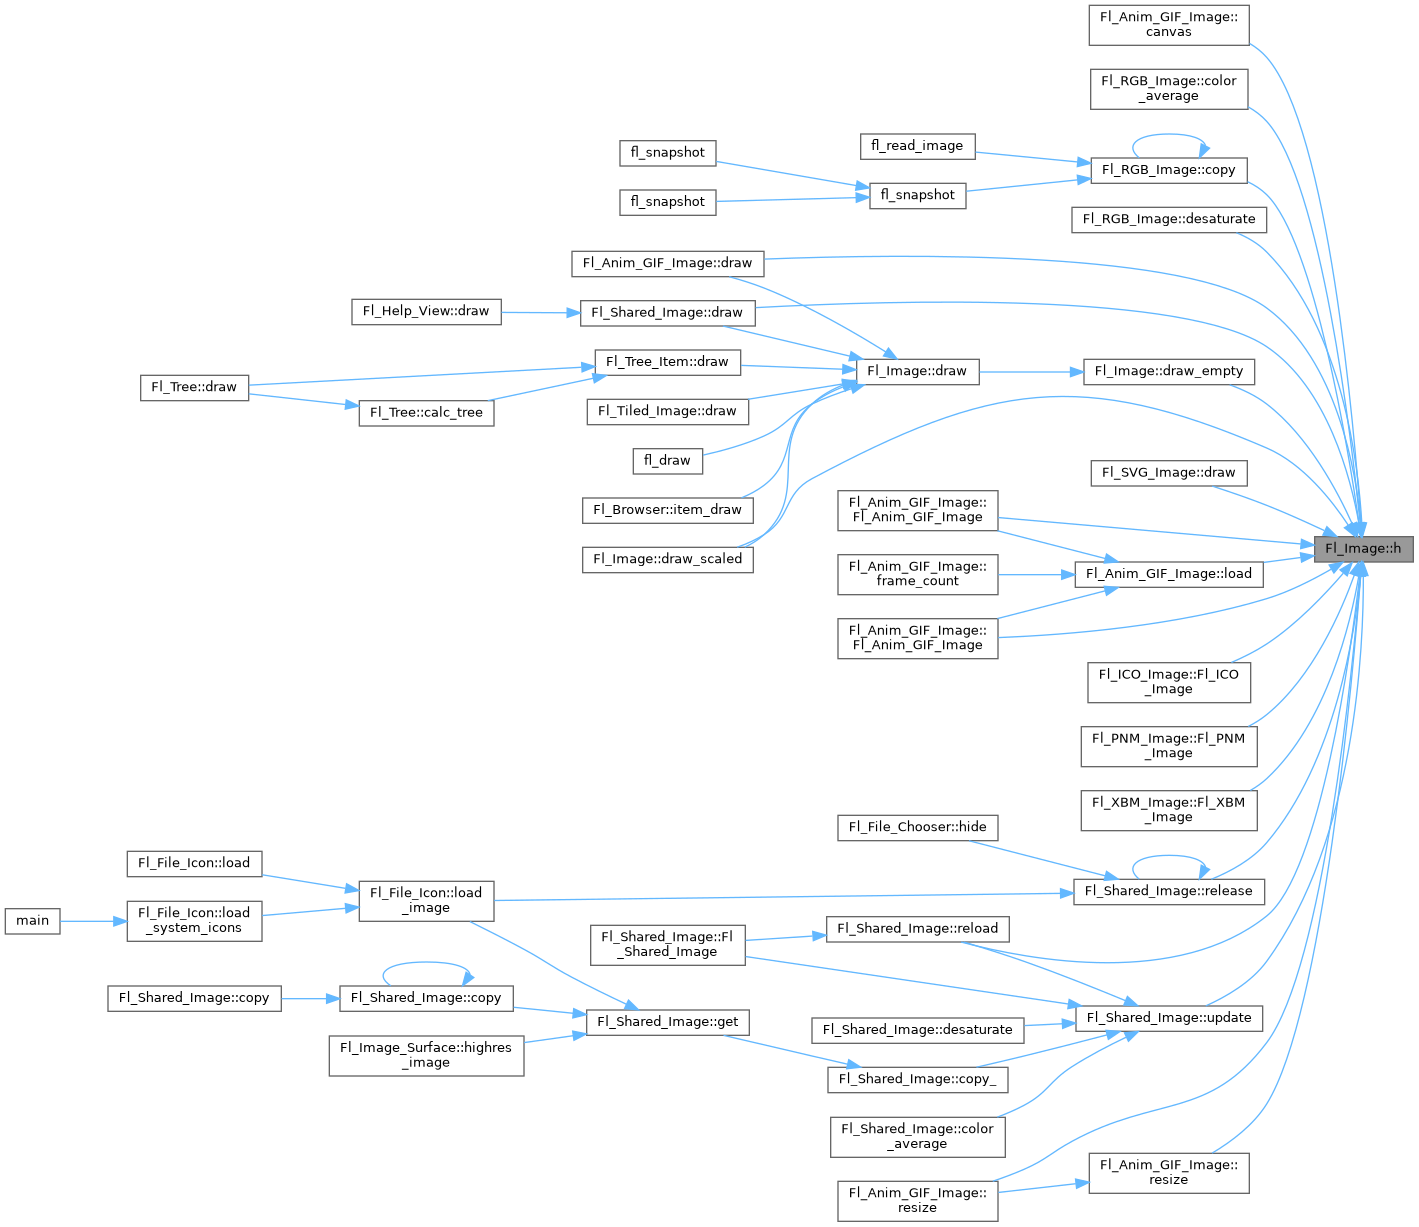 Fl_Anim_GIF_Image::
canvas
Fl_RGB_Image::color
_average
fl_snapshot
fl_read_image
Fl_RGB_Image::copy
fl_snapshot
fl_snapshot
Fl_RGB_Image::desaturate
Fl_Anim_GIF_Image::draw
Fl_Help_View::draw
Fl_Shared_Image::draw
Fl_Tree_Item::draw
Fl_Image::draw
Fl_Image::draw_empty
Fl_Tree::draw
Fl_Tree::calc_tree
Fl_Tiled_Image::draw
fl_draw
Fl_SVG_Image::draw
Fl_Browser::item_draw
Fl_Anim_GIF_Image::
Fl_Anim_GIF_Image
Fl_Image::draw_scaled
Fl_Image::h
Fl_Anim_GIF_Image::
frame_count
Fl_Anim_GIF_Image::load
Fl_Anim_GIF_Image::
Fl_Anim_GIF_Image
Fl_ICO_Image::Fl_ICO
_Image
Fl_PNM_Image::Fl_PNM
_Image
Fl_XBM_Image::Fl_XBM
_Image
Fl_File_Chooser::hide
Fl_File_Icon::load
Fl_File_Icon::load
_image
Fl_Shared_Image::release
main
Fl_File_Icon::load
_system_icons
Fl_Shared_Image::Fl
_Shared_Image
Fl_Shared_Image::reload
Fl_Shared_Image::copy
Fl_Shared_Image::copy
Fl_Shared_Image::get
Fl_Shared_Image::desaturate
Fl_Shared_Image::update
Fl_Image_Surface::highres
_image
Fl_Shared_Image::copy_
Fl_Shared_Image::color
_average
Fl_Anim_GIF_Image::
resize
Fl_Anim_GIF_Image::
resize